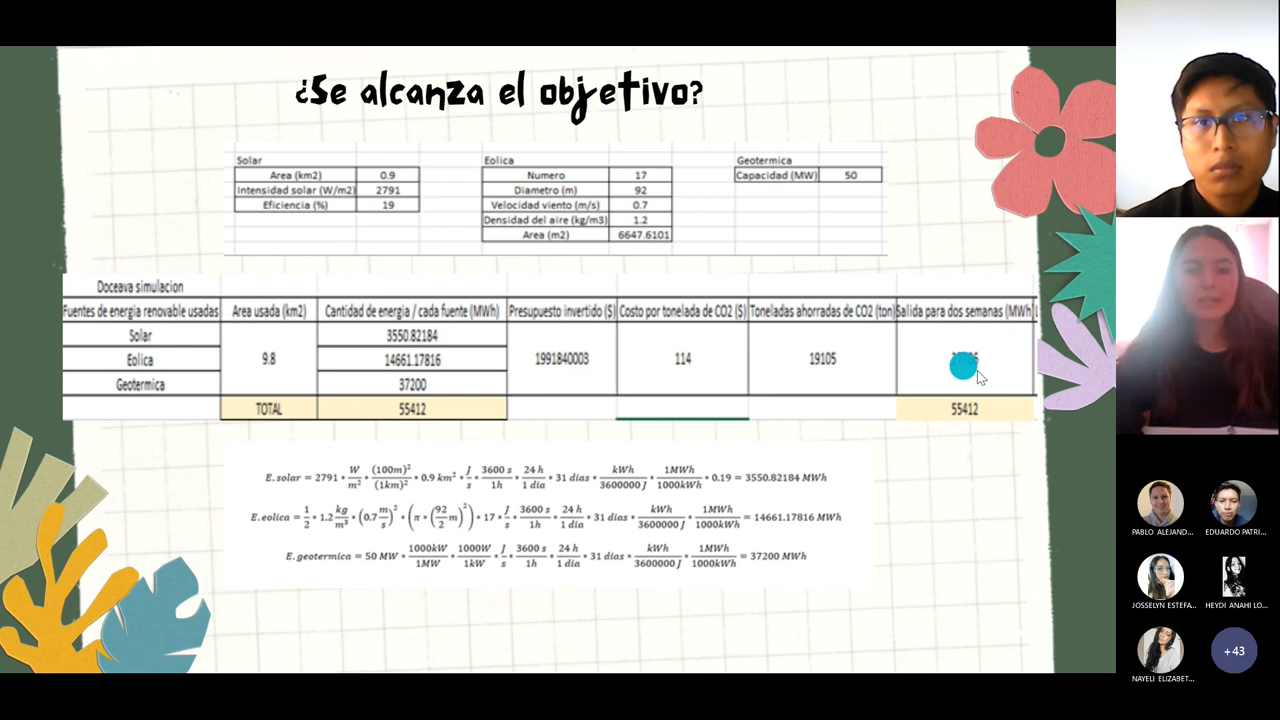 ¿Se alcanza el objetivo?
Solar
Area (km2) 0.9
Intensidad solar (W/m2) 2791
Eficiencia (%) 19
Eolica
Numero 17
Diametro (m) 92
Velocidad viento (m/s) 0.7
Densidad del aire (kg/m3) 1.2
Area (m2) 6647.6101
Geotermica
Capacidad (MW) 50
Doceava simulacion
Fuentes de energia renovable usadas Area usada (km2) Cantidad de energia / cada fuente (MWh) Presupuesto invertido ($) Costo por tonelada de CO2 ($) Toneladas ahorradas de CO2 (ton) Salida para dos semanas (MWh)
Solar 3550.82184
Eolica 9.8 14661.17816 1991840003 114 19105
Geotermica 37200
TOTAL 55412 55412
E.solar = 2791 * W/m² * (100m)²/(1km)² * 0.9 km² * J/s * 3600 s/1h * 24 h/1 dia * 31 dias * kWh/3600000 J * 1MWh/1000kWh * 0.19 = 3550.82184 MWh
E.eolica = 1/2 * 1.2 kg/m³ * (0.7 m/s)² * (π * (92/2 m)²) * 17 * J/s * 3600 s/1h * 24 h/1 dia * 31 dias * kWh/3600000 J * 1MWh/1000kWh = 14661.17816 MWh
E.geotermica = 50 MW * 1000kW/1MW * 1000W/1kW * J/s * 3600 s/1h * 24 h/1 dia * 31 dias * kWh/3600000 J * 1MWh/1000kWh = 37200 MWh
PABLO ALEJAND...
EDUARDO PATRI...
JOSSELYN ESTEFA...
HEYDI ANAHI LO...
NAYELI ELIZABET...
+43